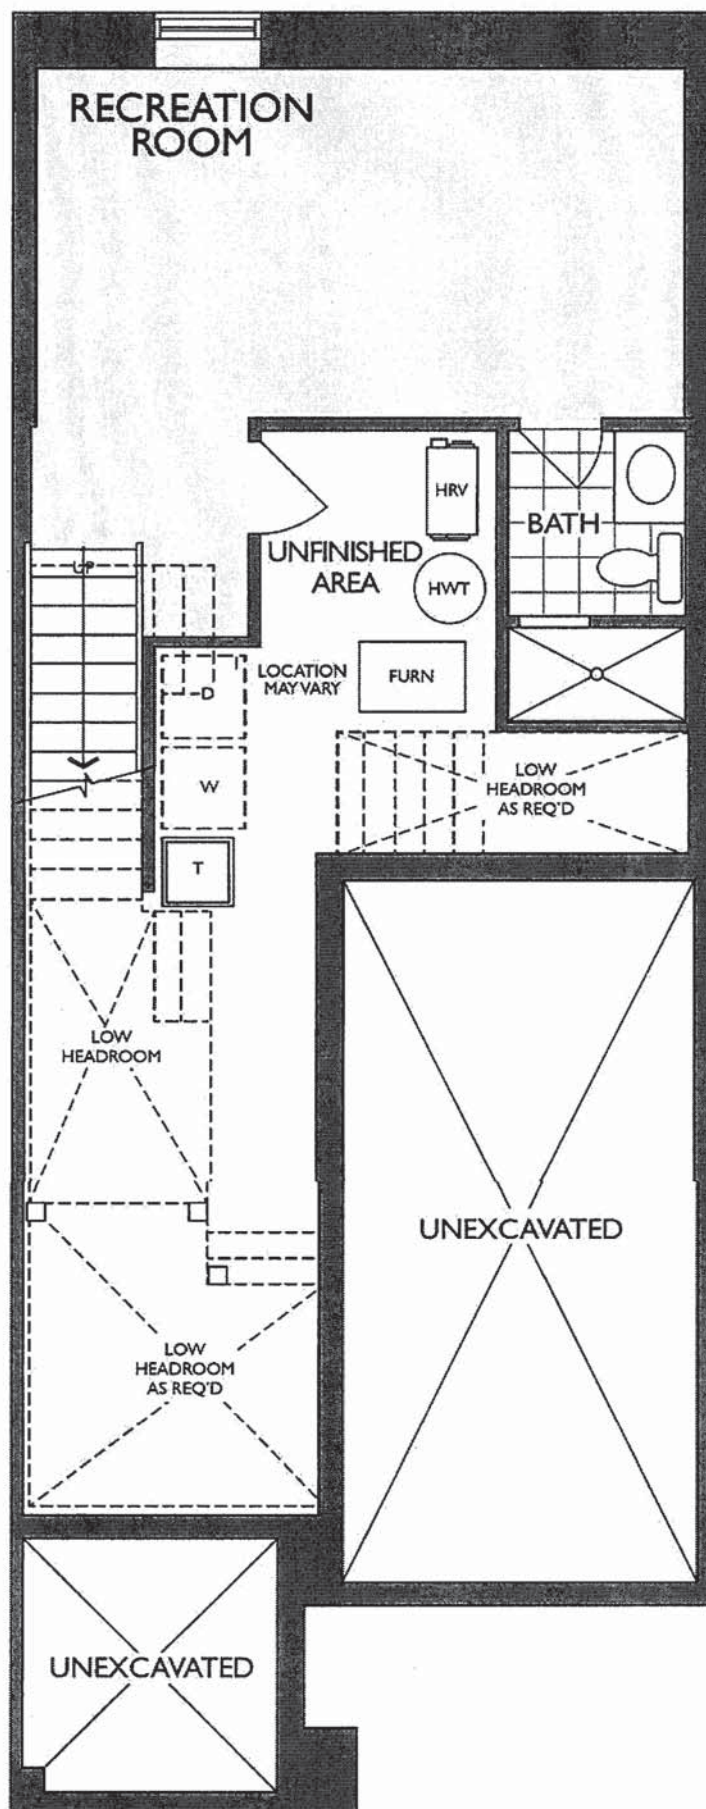 RECREATION
ROOM
HRV
BATH
UNFINISHED
AREA
UP
HWT
LOCATION
MAY VARY
FURN
D
W
LOW
HEADROOM
AS REQ'D
T
LOW
HEADROOM
UNEXCAVATED
LOW
HEADROOM
AS REQ'D
UNEXCAVATED